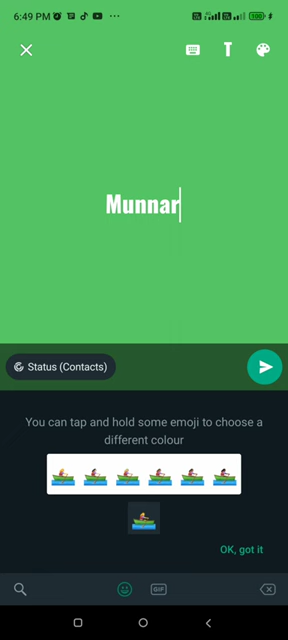 6:49 PM
100
T
Munnar
Status (Contacts)
You can tap and hold some emoji to choose a
different colour
OK, got it
GIF